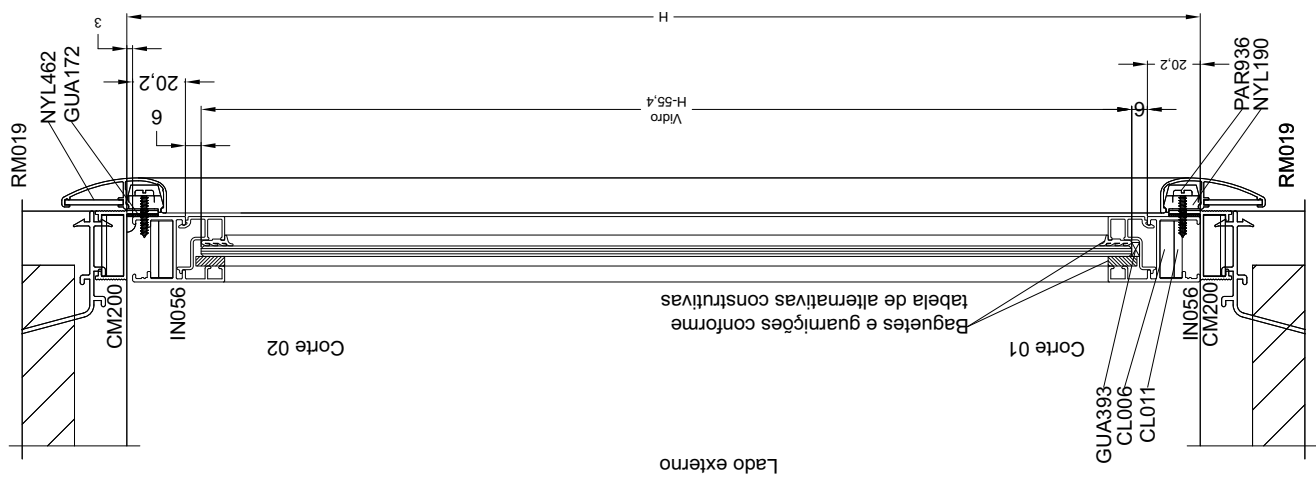 RM019
NYL462
GUA172
3
20,2
6
H
Vidro
H-55,4
6
20,2
PAR936
NYL190
RM019
CM200
IN056
Corte 02
Baguetes e guarnições conforme
tabela de alternativas construtivas
Corte 01
IN056
CM200
GUA393
CL006
CL011
Lado externo